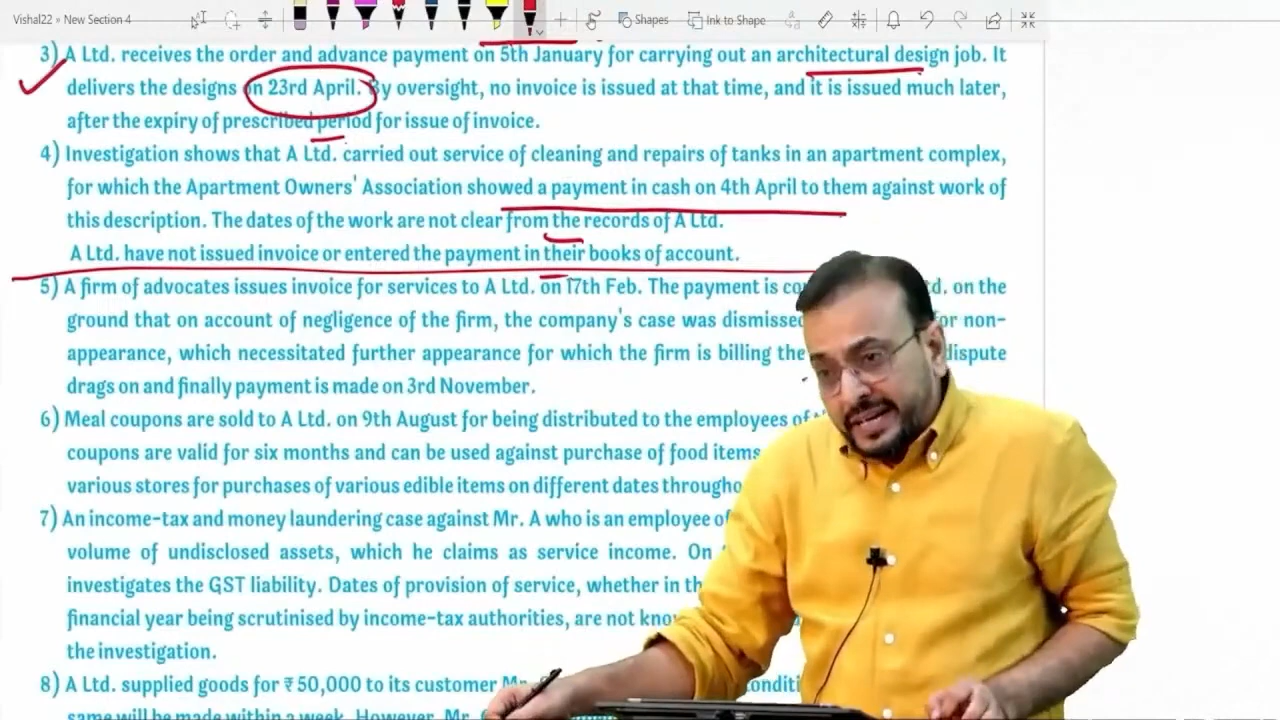 Vishal22 » New Section 4
Shapes
Ink to Shape
3) A Ltd. receives the order and advance payment on 5th January for carrying out an architectural design job. It
delivers the designs on 23rd April. By oversight, no invoice is issued at that time, and it is issued much later,
after the expiry of prescribed period for issue of invoice.
4) Investigation shows that A Ltd. carried out service of cleaning and repairs of tanks in an apartment complex,
for which the Apartment Owners' Association showed a payment in cash on 4th April to them against work of
this description. The dates of the work are not clear from the records of A Ltd.
A Ltd. have not issued invoice or entered the payment in their books of account.
5) A firm of advocates issues invoice for services to A Ltd. on 17th Feb. The payment is td. on the
ground that on account of negligence of the firm, the company's case was dismissed for non-
appearance, which necessitated further appearance for which the firm is billing the dispute
drags on and finally payment is made on 3rd November.
6) Meal coupons are sold to A Ltd. on 9th August for being distributed to the employees of
coupons are valid for six months and can be used against purchase of food items
various stores for purchases of various edible items on different dates
7) An income-tax and money laundering case against Mr. A who is an employee of
volume of undisclosed assets, which he claims as service income. On
investigates the GST liability. Dates of provision of service, whether in
financial year being scrutinised by income-tax authorities, are not
the investigation.
8) A Ltd. supplied goods for ₹ 50,000 to its customer
same will be made within a week. However, Mr.